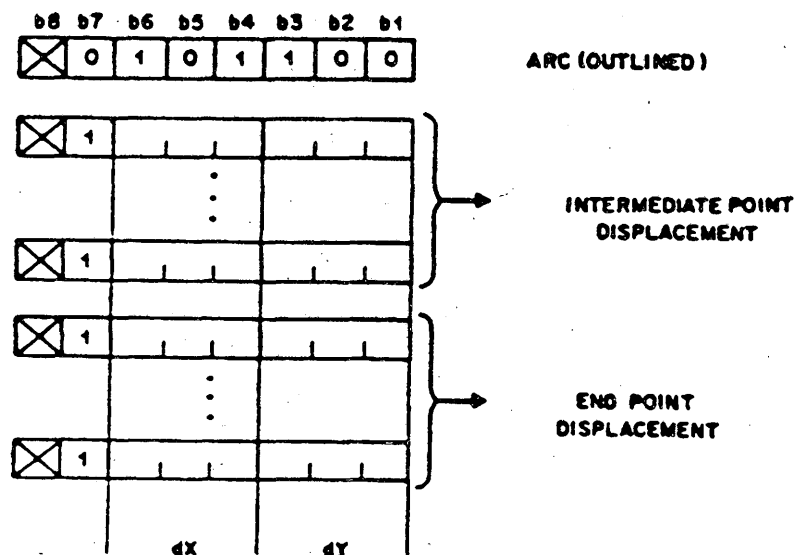 b8 b7 b6 b5 b4 b3 b2 b1
0 1 0 1 1 0 0 ARC (OUTLINED)
1
INTERMEDIATE POINT
DISPLACEMENT
1
1
END POINT
DISPLACEMENT
1
dX dY